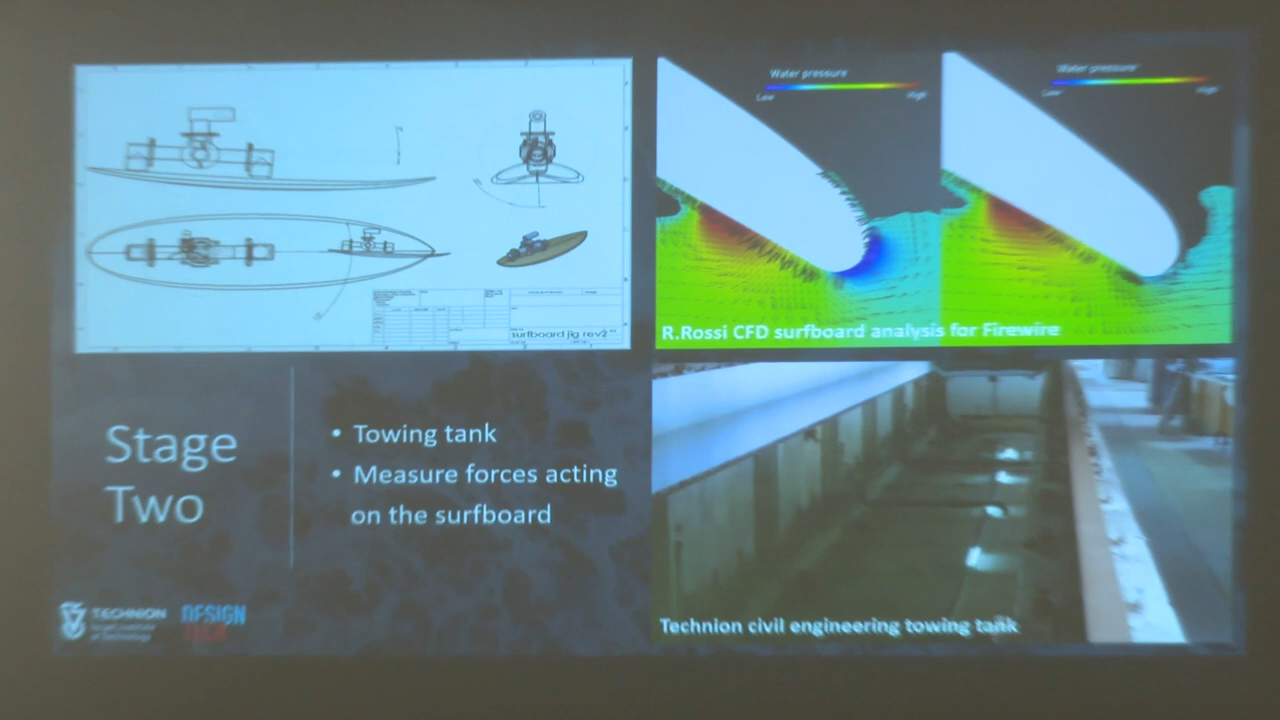 surfboard jig rev2
Water pressure
Low
High
Water pressure
Low
High
R.Rossi CFD surfboard analysis for Firewire
Stage
Two
• Towing tank
• Measure forces acting
on the surfboard
TECHNION
Israel Institute
of Technology
DESIGN
TECH
Technion civil engineering towing tank